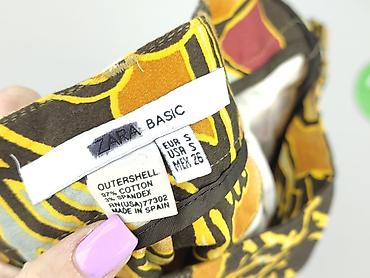 ZARA BASIC
EUR S
USA S
MEX 26
OUTERSHELL
97% COTTON
3% SPANDEX
RN(USA)77302
MADE IN SPAIN